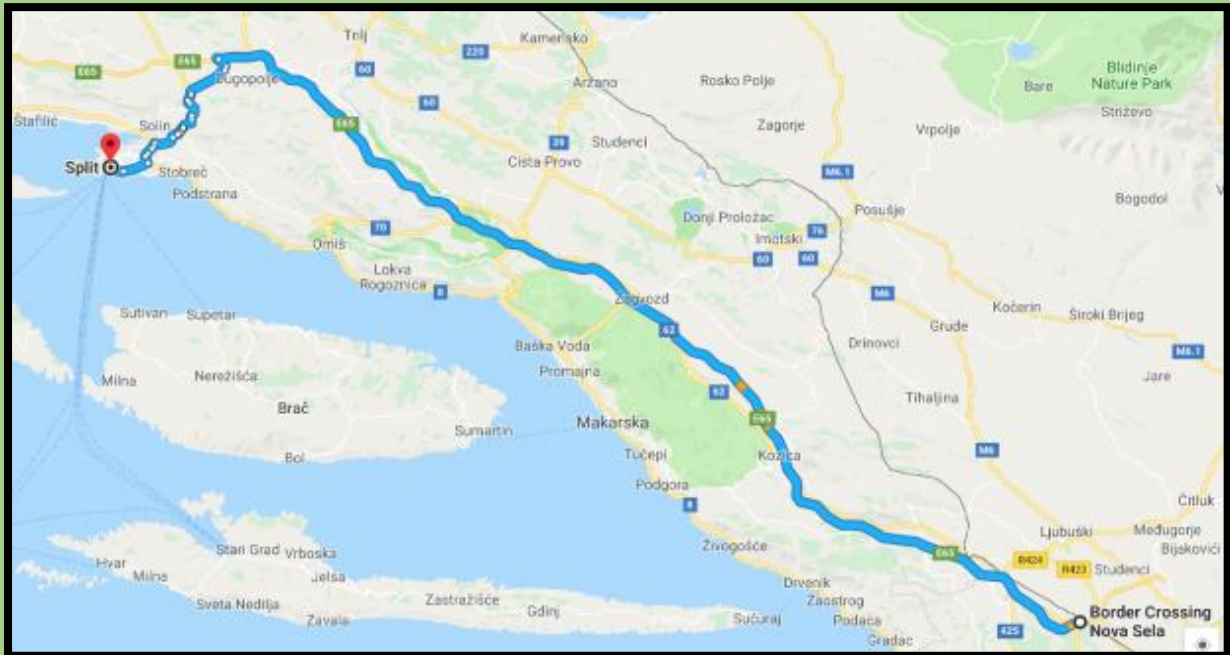 Kamensko
Trilj
220
E65
E65
Dugopolje
60
Aržano
Rosko Polje
Blidinje
Nature Park
Bare
Striževo
Štafilić
Solin
E65
60
39
Studenci
Zagorje
Vrpolje
Split
Stobreč
Cista Provo
M6.1
Podstrana
Posušje
Bogodol
Donji Proložac
Omiš
70
Imotski
76
60
60
Lokva
Rogoznica
8
M6
Zagvozd
Kočerin
Široki Brijeg
Sutivan
Supetar
62
Grude
Baška Voda
Drinovci
M6.1
Milna
Nerežišća
Promajna
62
Jare
Brač
Tihaljina
Makarska
E65
Sumartin
Bol
Tučepi
Kozica
M6
Podgora
8
Čitluk
Stari Grad
Vrboska
Živogošće
E65
Ljubuški
Međugorje
Bijakovići
Hvar
Milna
Jelsa
R424
R423
Studenci
Sveta Nedilja
Zastražišće
Drvenik
Zavala
Gdinj
Sućuraj
Zaostrog
Podaca
Gradac
425
Border Crossing
Nova Sela